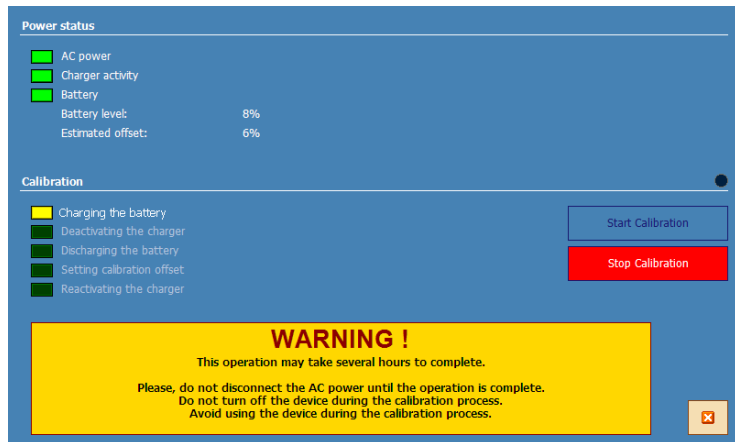 Power status
AC power
Charger activity
Battery
Battery level: 8%
Estimated offset: 6%
Calibration
Charging the battery
Deactivating the charger
Discharging the battery
Setting calibration offset
Reactivating the charger
Start Calibration
Stop Calibration
WARNING !
This operation may take several hours to complete.
Please, do not disconnect the AC power until the operation is complete.
Do not turn off the device during the calibration process.
Avoid using the device during the calibration process.